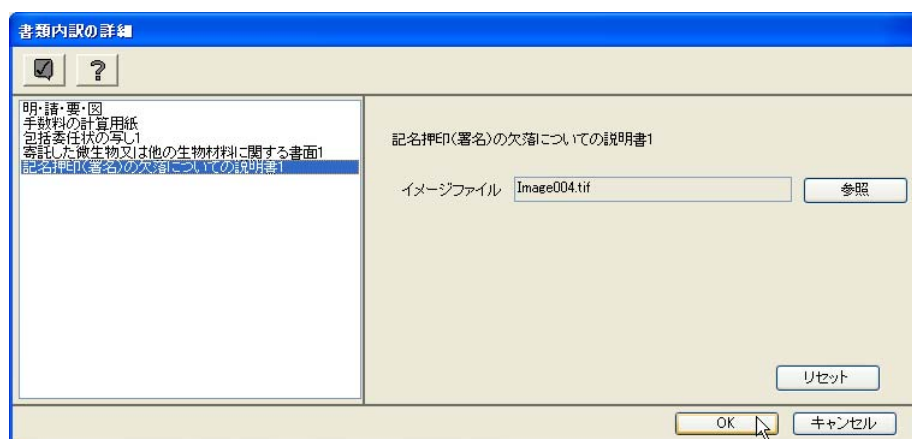 書類内訳の詳細
?
明・請・要・図
手数料の計算用紙
包括委任状の写し1
寄託した微生物又は他の生物材料に関する書面1
記名押印(署名)の欠落についての説明書1
記名押印(署名)の欠落についての説明書1
イメージファイル Image004.tif 参照
リセット
OK キャンセル